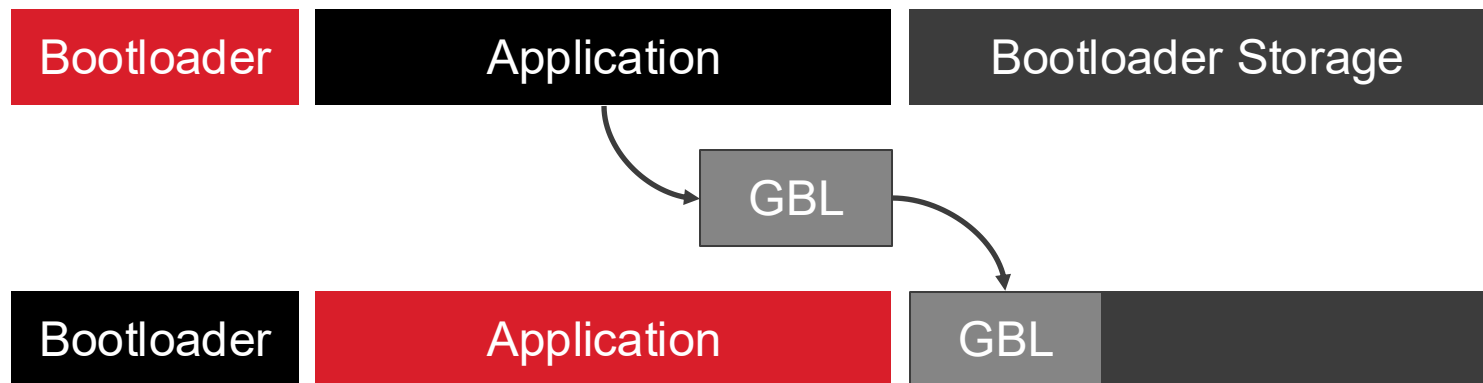 Bootloader
Application
Bootloader Storage
GBL
Bootloader
Application
GBL